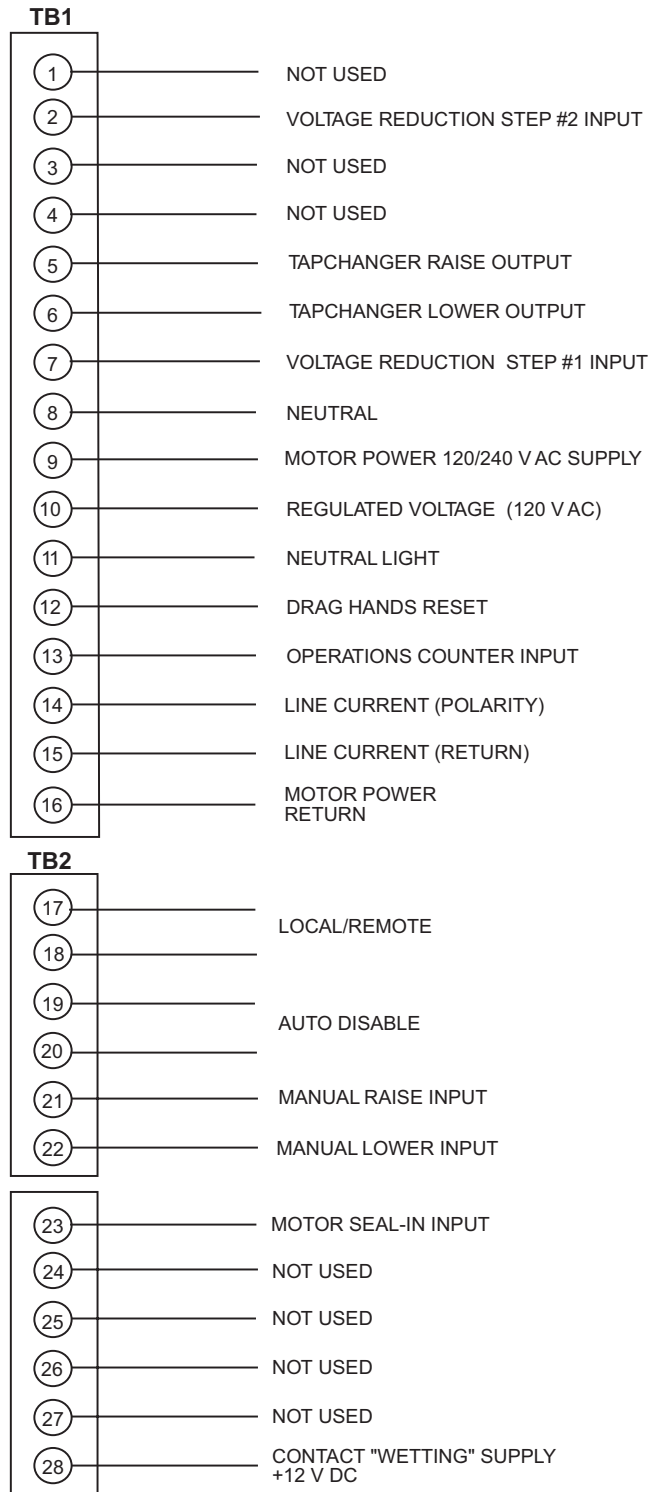 TB1
1 NOT USED
2 VOLTAGE REDUCTION STEP #2 INPUT
3 NOT USED
4 NOT USED
5 TAPCHANGER RAISE OUTPUT
6 TAPCHANGER LOWER OUTPUT
7 VOLTAGE REDUCTION STEP #1 INPUT
8 NEUTRAL
9 MOTOR POWER 120/240 V AC SUPPLY
10 REGULATED VOLTAGE (120 V AC)
11 NEUTRAL LIGHT
12 DRAG HANDS RESET
13 OPERATIONS COUNTER INPUT
14 LINE CURRENT (POLARITY)
15 LINE CURRENT (RETURN)
16 MOTOR POWER
RETURN
TB2
17
LOCAL/REMOTE
18
19
AUTO DISABLE
20
21 MANUAL RAISE INPUT
22 MANUAL LOWER INPUT
23 MOTOR SEAL-IN INPUT
24 NOT USED
25 NOT USED
26 NOT USED
27 NOT USED
28 CONTACT "WETTING" SUPPLY
+12 V DC